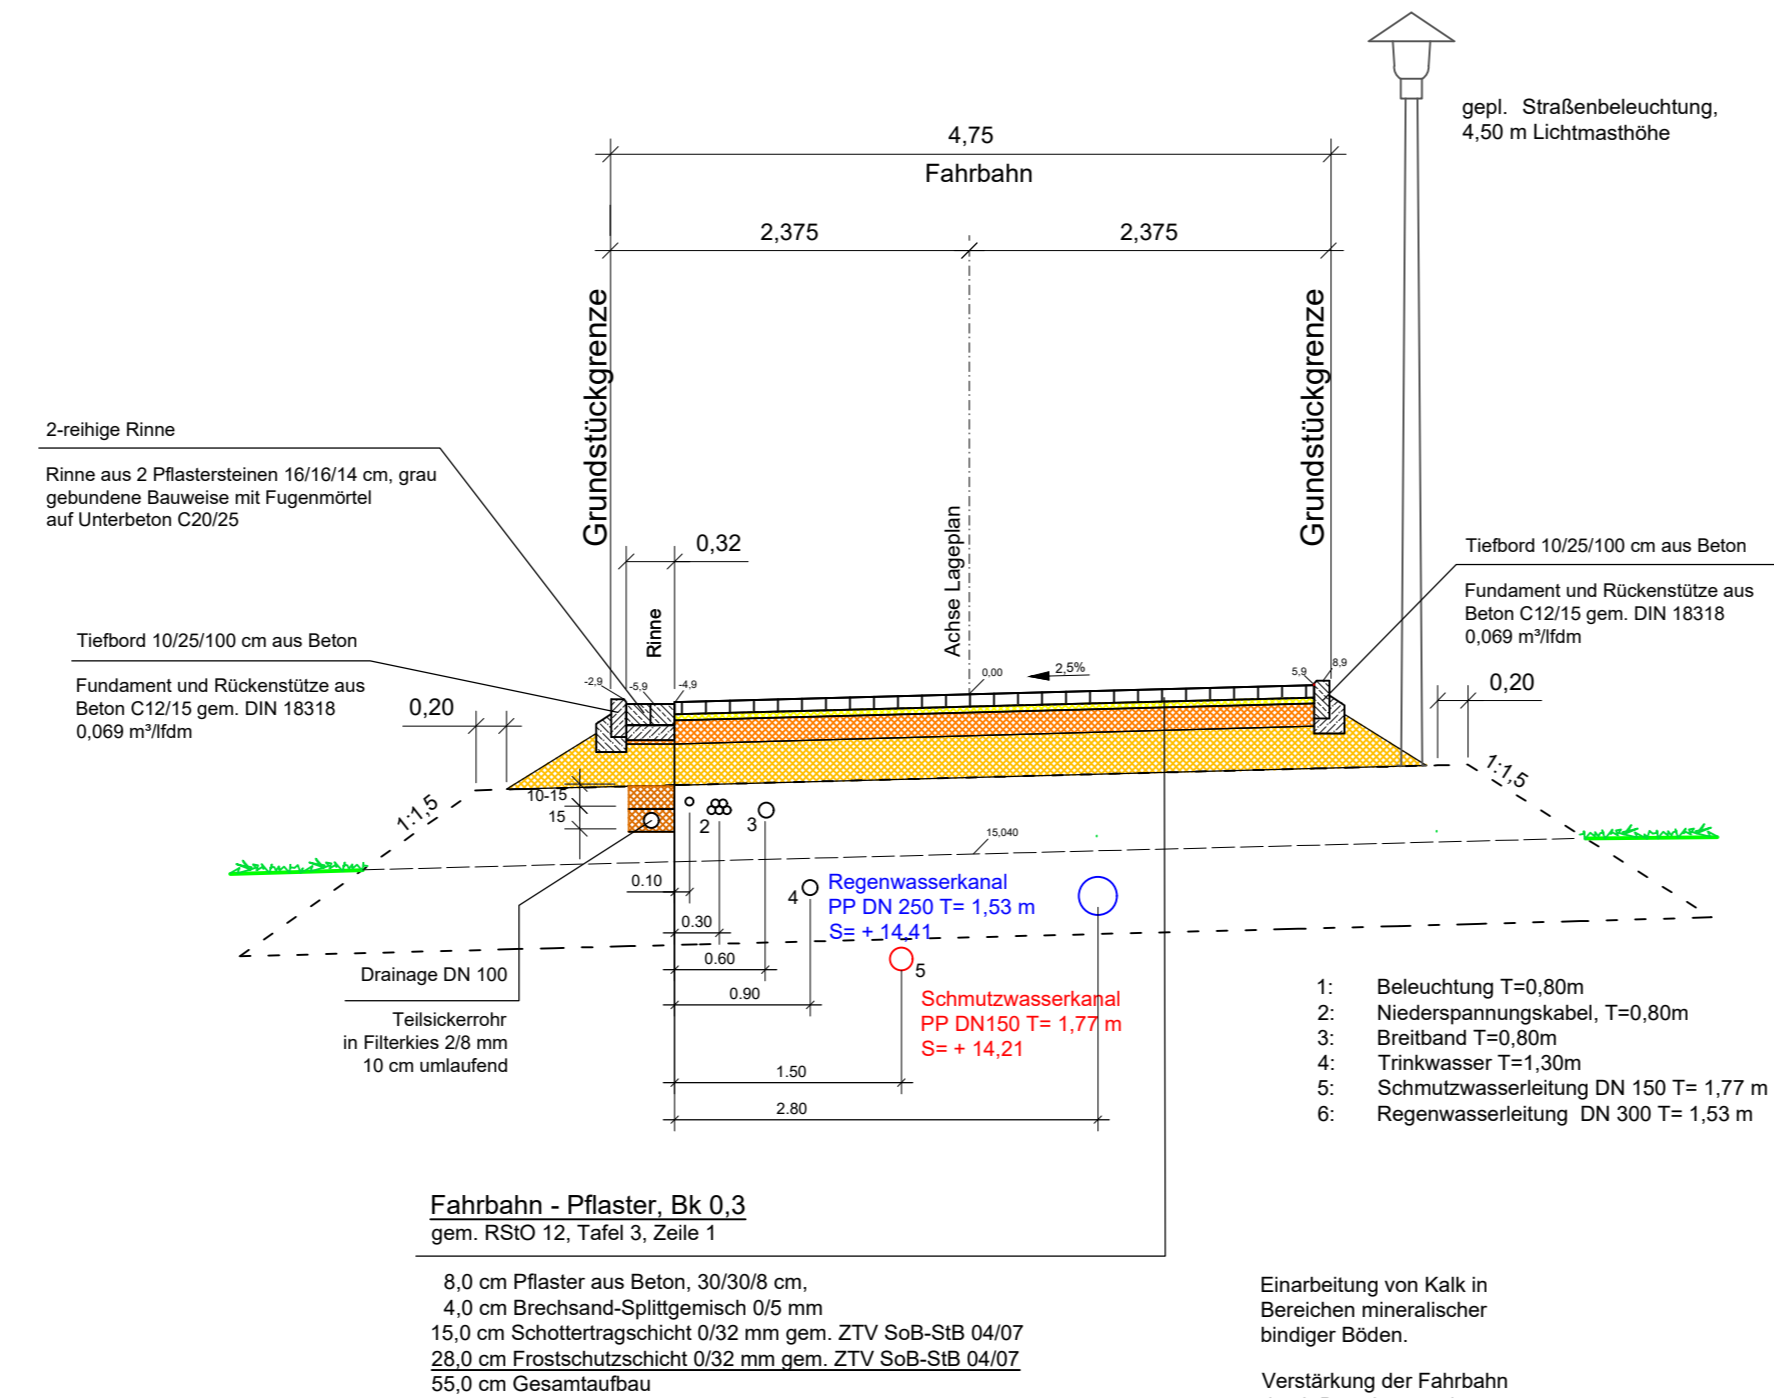 gepl. Straßenbeleuchtung,
4,50 m Lichtmasthöhe
4,75
Fahrbahn
2,375
2,375
Grundstückgrenze
Grundstückgrenze
Achse Lageplan
2-reihige Rinne
Rinne aus 2 Pflastersteinen 16/16/14 cm, grau
gebundene Bauweise mit Fugenmörtel
auf Unterbeton C20/25
0,32
Rinne
Tiefbord 10/25/100 cm aus Beton
Fundament und Rückenstütze aus
Beton C12/15 gem. DIN 18318
0,069 m³/lfdm
Tiefbord 10/25/100 cm aus Beton
Fundament und Rückenstütze aus
Beton C12/15 gem. DIN 18318
0,069 m³/lfdm
0,20
0,20
-2,9
-5,9
-4,9
0,00
2,5%
5,9
8,9
1:1,5
1:1,5
10-15
15
2
3
15,040
0.10
4
0.30
0.60
0.90
5
1.50
2.80
Regenwasserkanal
PP DN 250 T= 1,53 m
S= + 14,41
Schmutzwasserkanal
PP DN150 T= 1,77 m
S= + 14,21
Drainage DN 100
Teilsickerrohr
in Filterkies 2/8 mm
10 cm umlaufend
1: Beleuchtung T=0,80m
2: Niederspannungskabel, T=0,80m
3: Breitband T=0,80m
4: Trinkwasser T=1,30m
5: Schmutzwasserleitung DN 150 T= 1,77 m
6: Regenwasserleitung DN 300 T= 1,53 m
Fahrbahn - Pflaster, Bk 0,3
gem. RStO 12, Tafel 3, Zeile 1
8,0 cm Pflaster aus Beton, 30/30/8 cm,
4,0 cm Brechsand-Splittgemisch 0/5 mm
15,0 cm Schottertragschicht 0/32 mm gem. ZTV SoB-StB 04/07
28,0 cm Frostschutzschicht 0/32 mm gem. ZTV SoB-StB 04/07
55,0 cm Gesamtaufbau
Einarbeitung von Kalk in
Bereichen mineralischer
bindiger Böden.
Verstärkung der Fahrbahn